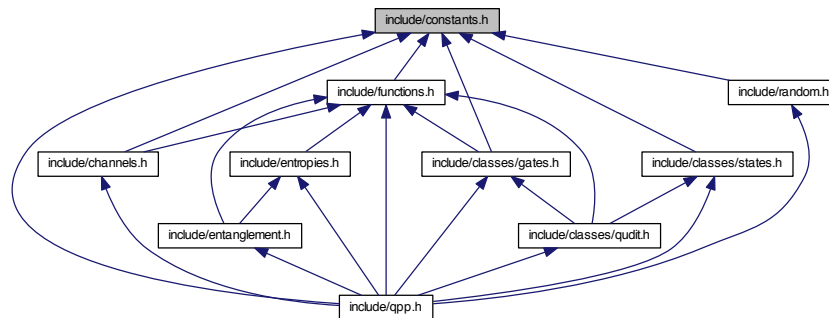 include/constants.h
include/functions.h
include/random.h
include/channels.h
include/entropies.h
include/classes/gates.h
include/classes/states.h
include/entanglement.h
include/classes/qudit.h
include/qpp.h